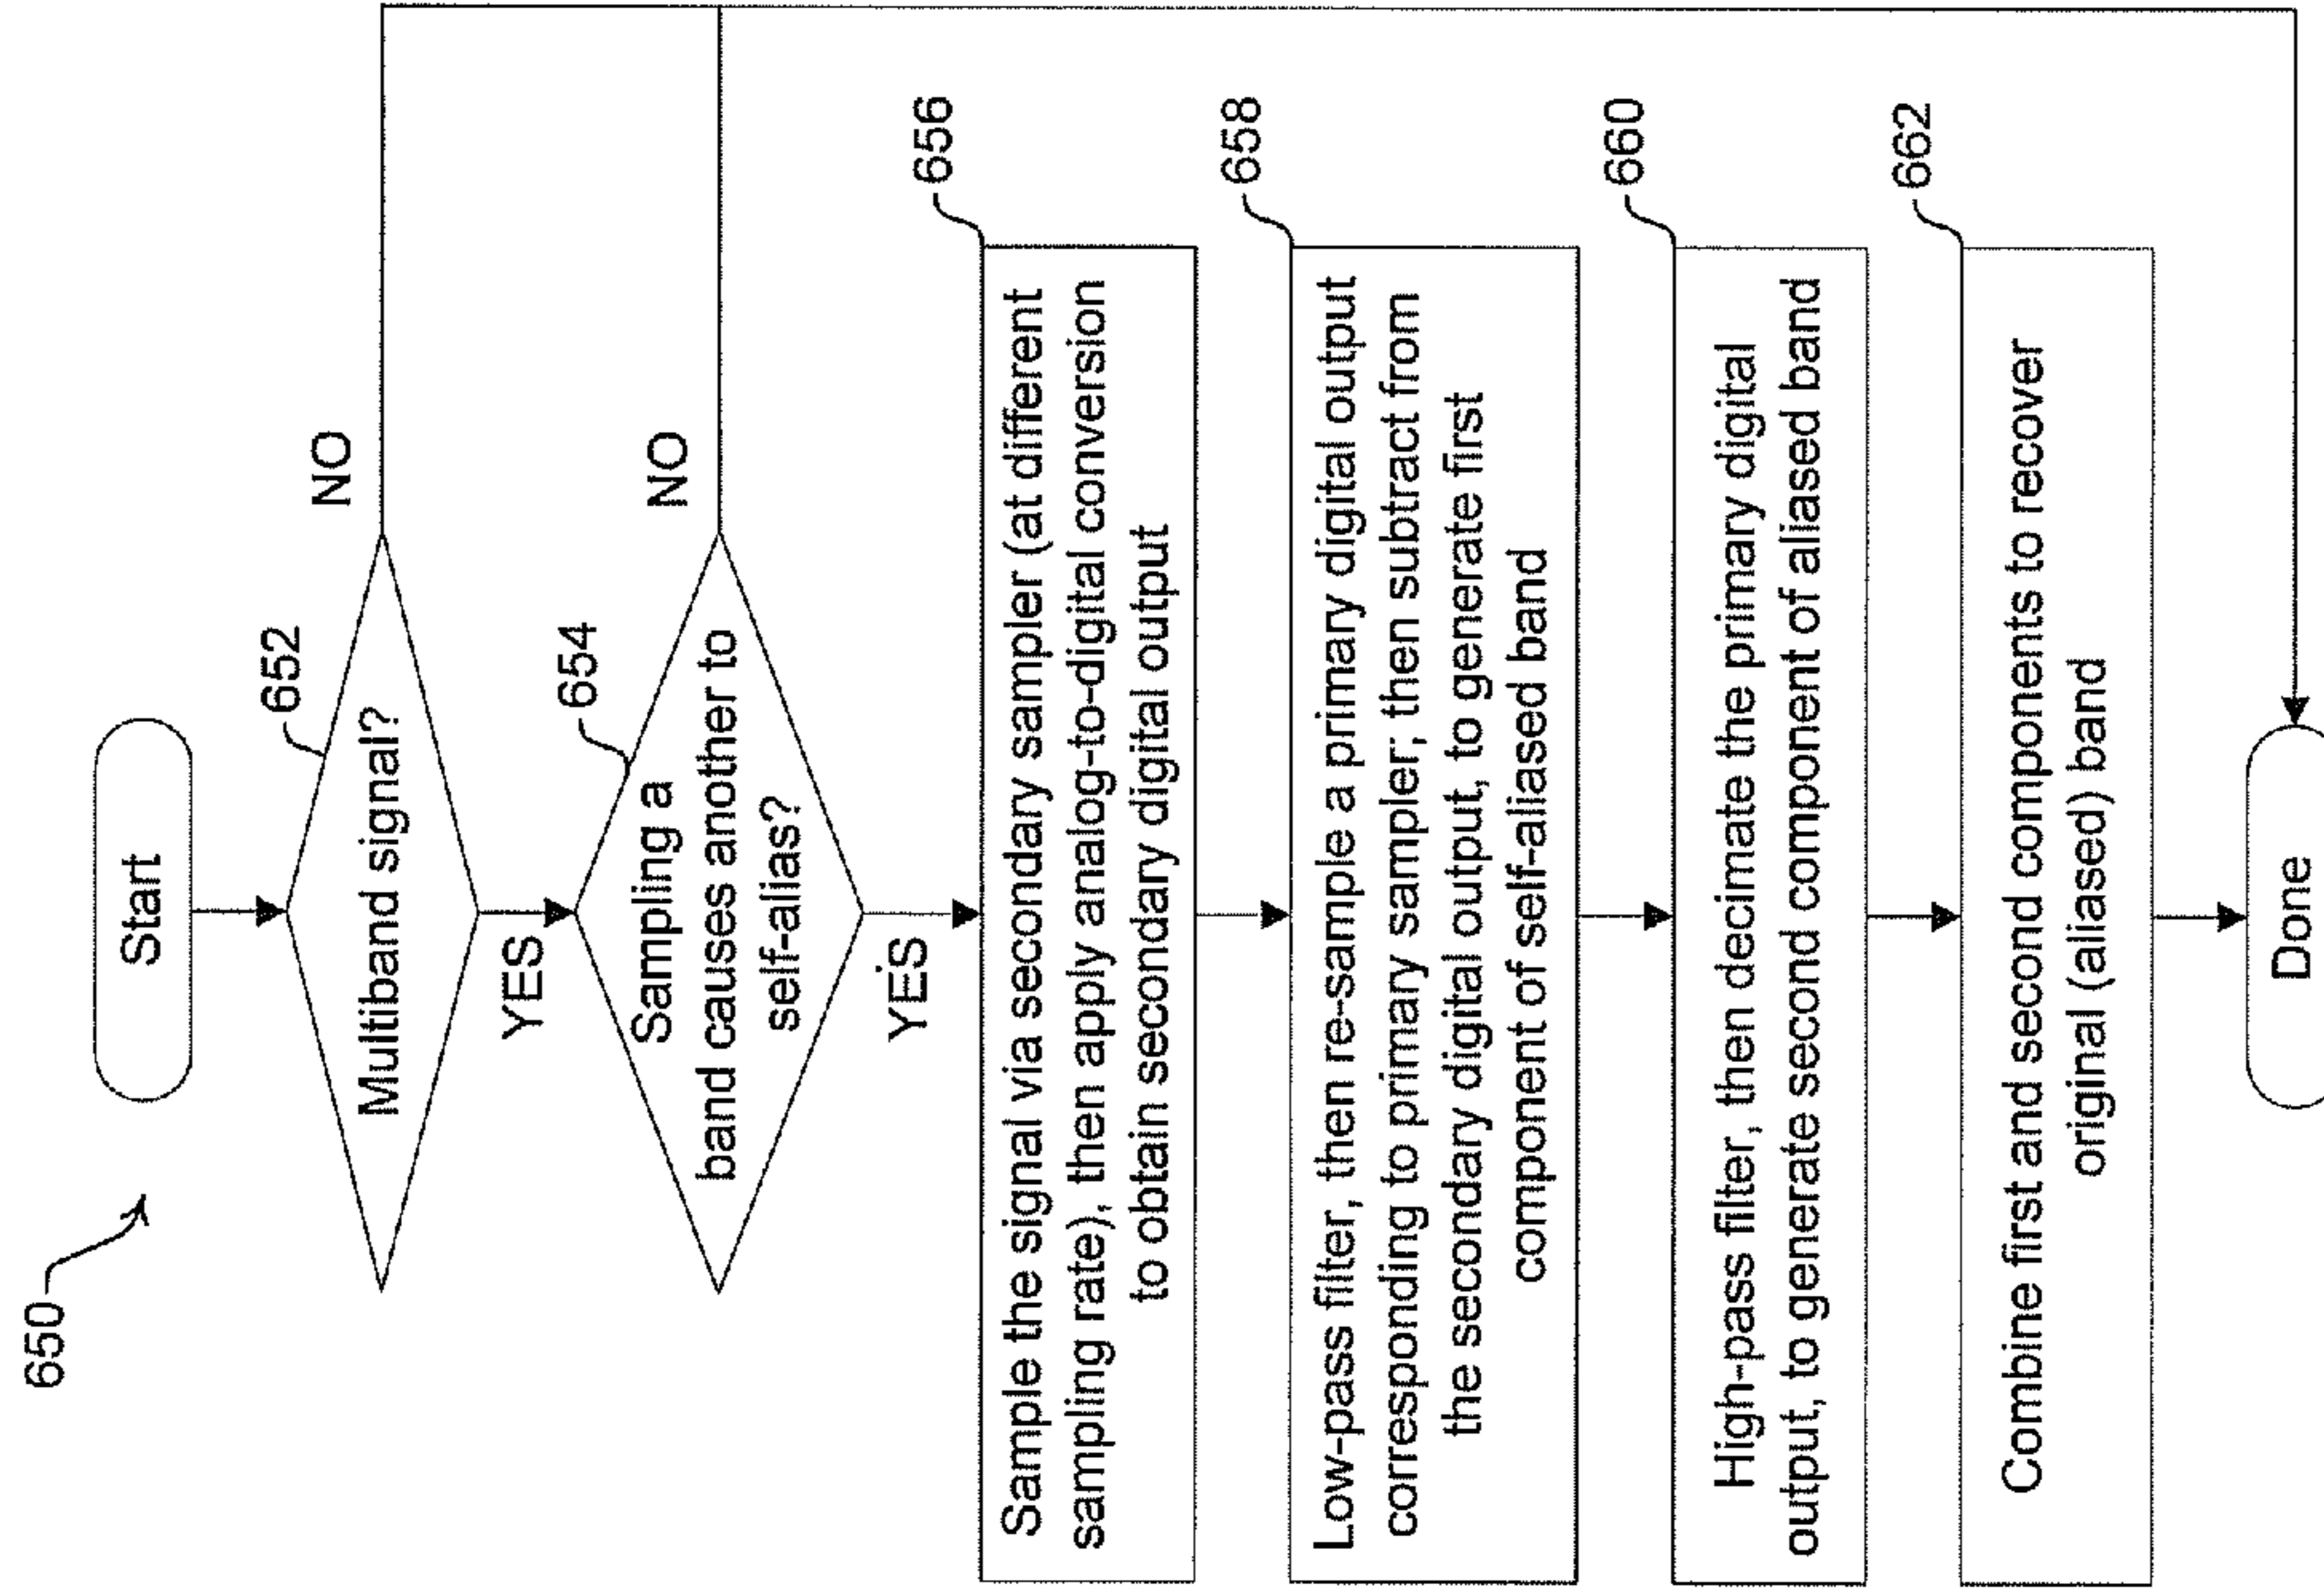 650
Start
652
Multiband signal?
NO
YES
654
Sampling a
band causes another to
self-alias?
NO
YES
656
Sample the signal via secondary sampler (at different
sampling rate), then apply analog-to-digital conversion
to obtain secondary digital output
658
Low-pass filter, then re-sample a primary digital output
corresponding to primary sampler; then subtract from
the secondary digital output, to generate first
component of self-aliased band
660
High-pass filter, then decimate the primary digital
output, to generate second component of aliased band
662
Combine first and second components to recover
original (aliased) band
Done